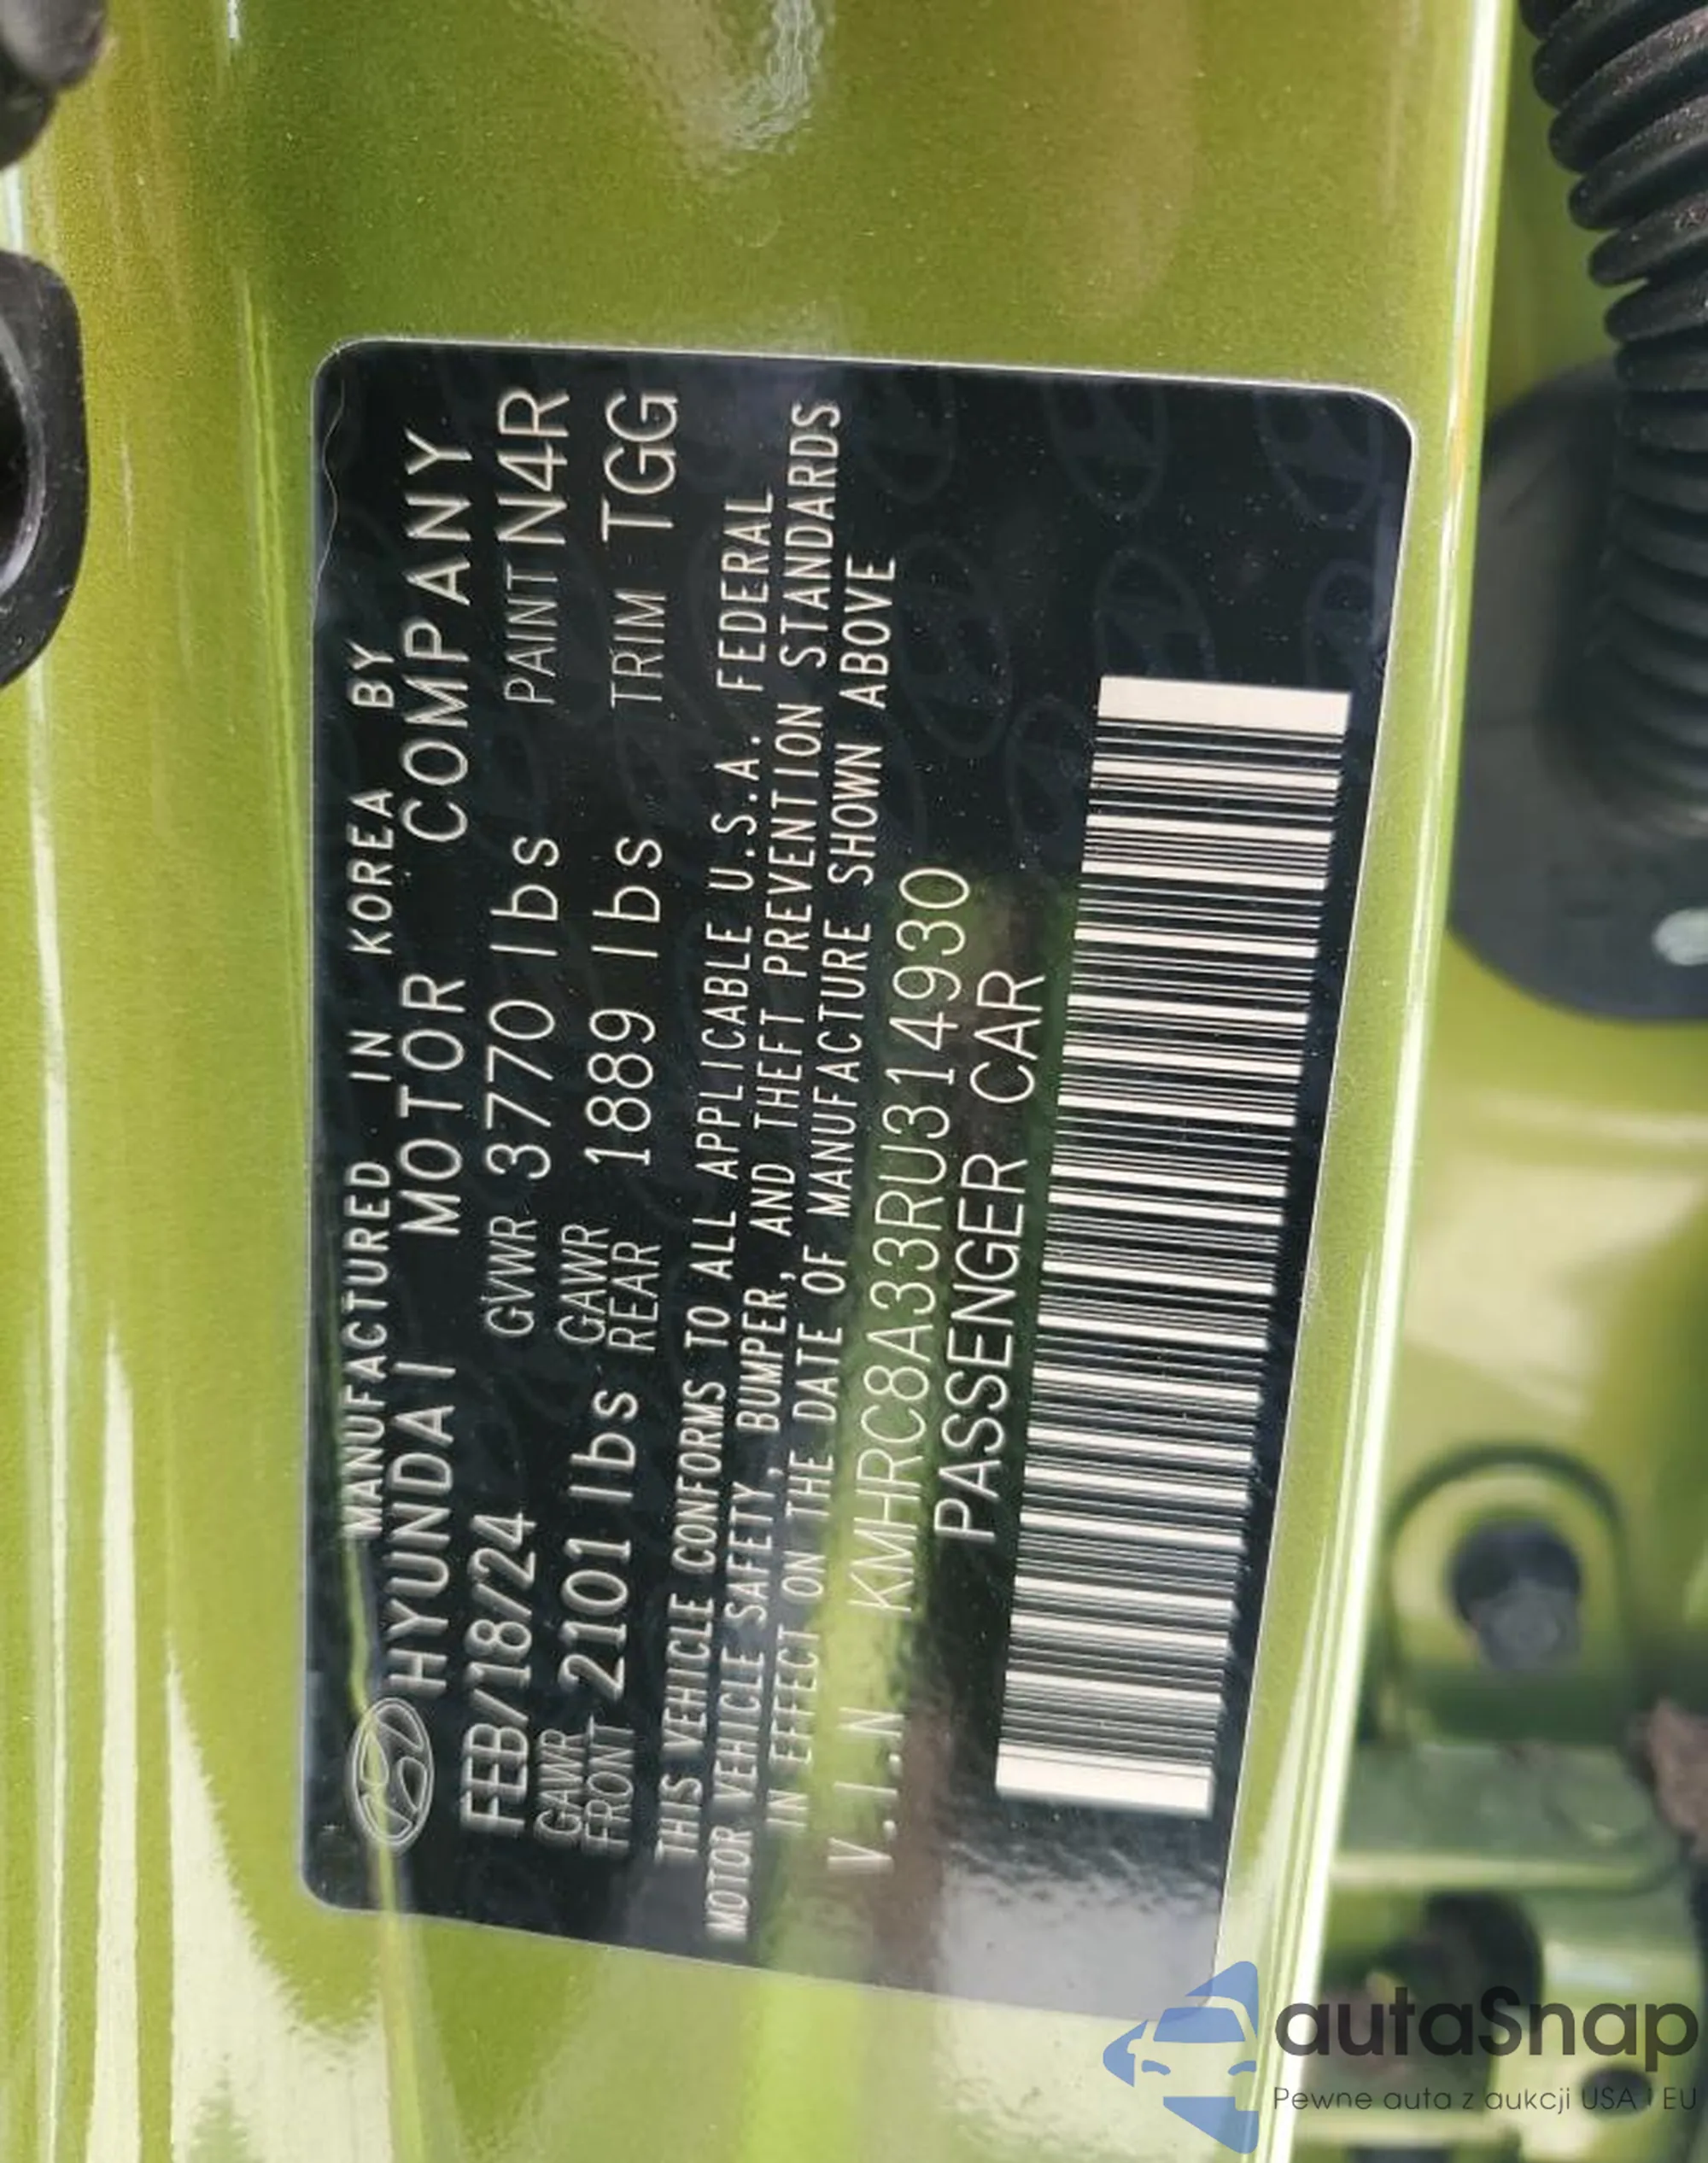 MANUFACTURED IN KOREA BY
HYUNDAI MOTOR COMPANY
FEB/18/24 GVWR 3770 lbs PAINT N4R
GAWR FRONT 2101 lbs GAWR REAR 1889 lbs TRIM TGG
THIS VEHICLE CONFORMS TO ALL APPLICABLE U.S.A. FEDERAL
MOTOR VEHICLE SAFETY, BUMPER, AND THEFT PREVENTION STANDARDS
IN EFFECT ON THE DATE OF MANUFACTURE SHOWN ABOVE
V.I.N KMHRC8A33RU314930
PASSENGER CAR
autaSnap
Pewne auta z aukcji USA i EU